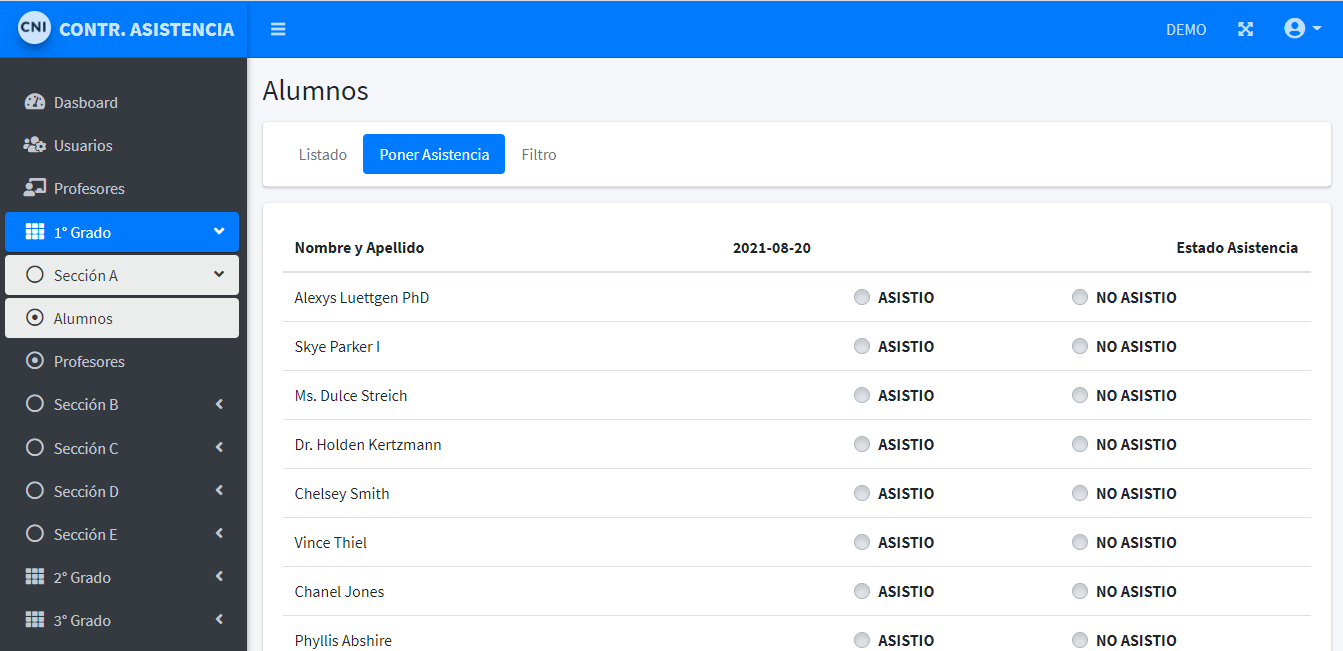 CNI CONTR. ASISTENCIA
DEMO
Dasboard
Usuarios
Profesores
1° Grado
Sección A
Alumnos
Profesores
Sección B
Sección C
Sección D
Sección E
2° Grado
3° Grado
Alumnos
Listado Poner Asistencia Filtro
Nombre y Apellido 2021-08-20 Estado Asistencia
Alexys Luettgen PhD ASISTIO NO ASISTIO
Skye Parker I ASISTIO NO ASISTIO
Ms. Dulce Streich ASISTIO NO ASISTIO
Dr. Holden Kertzmann ASISTIO NO ASISTIO
Chelsey Smith ASISTIO NO ASISTIO
Vince Thiel ASISTIO NO ASISTIO
Chanel Jones ASISTIO NO ASISTIO
Phyllis Abshire ASISTIO NO ASISTIO